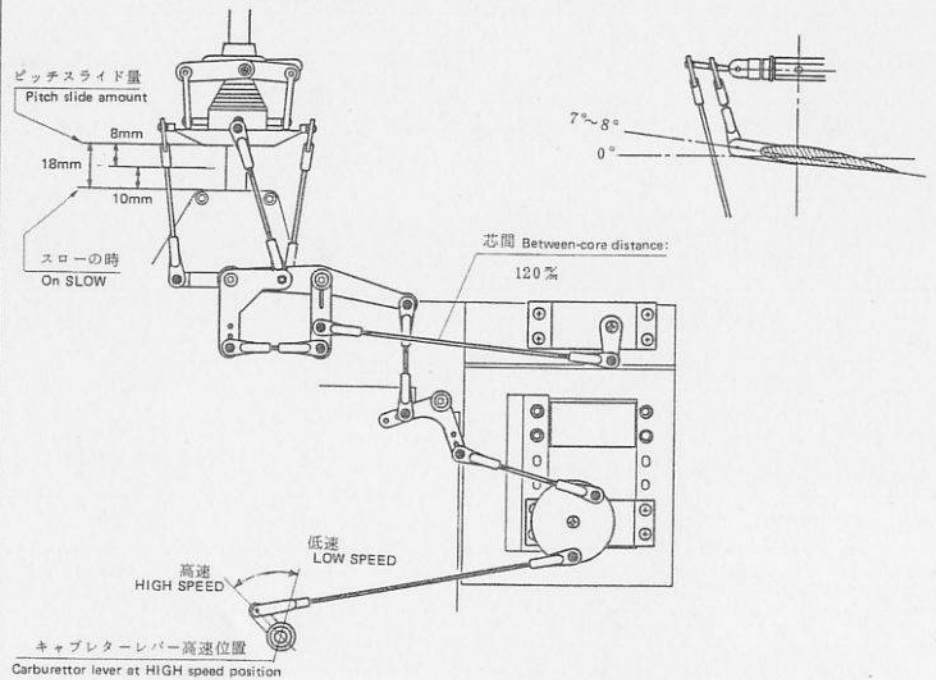 ピッチスライド量
Pitch slide amount
8mm
18mm
10mm
スローの時
On SLOW
7°～8°
0°
芯間 Between-core distance:
120㎜
低速
LOW SPEED
高速
HIGH SPEED
キャブレターレバー高速位置
Carburettor lever at HIGH speed position